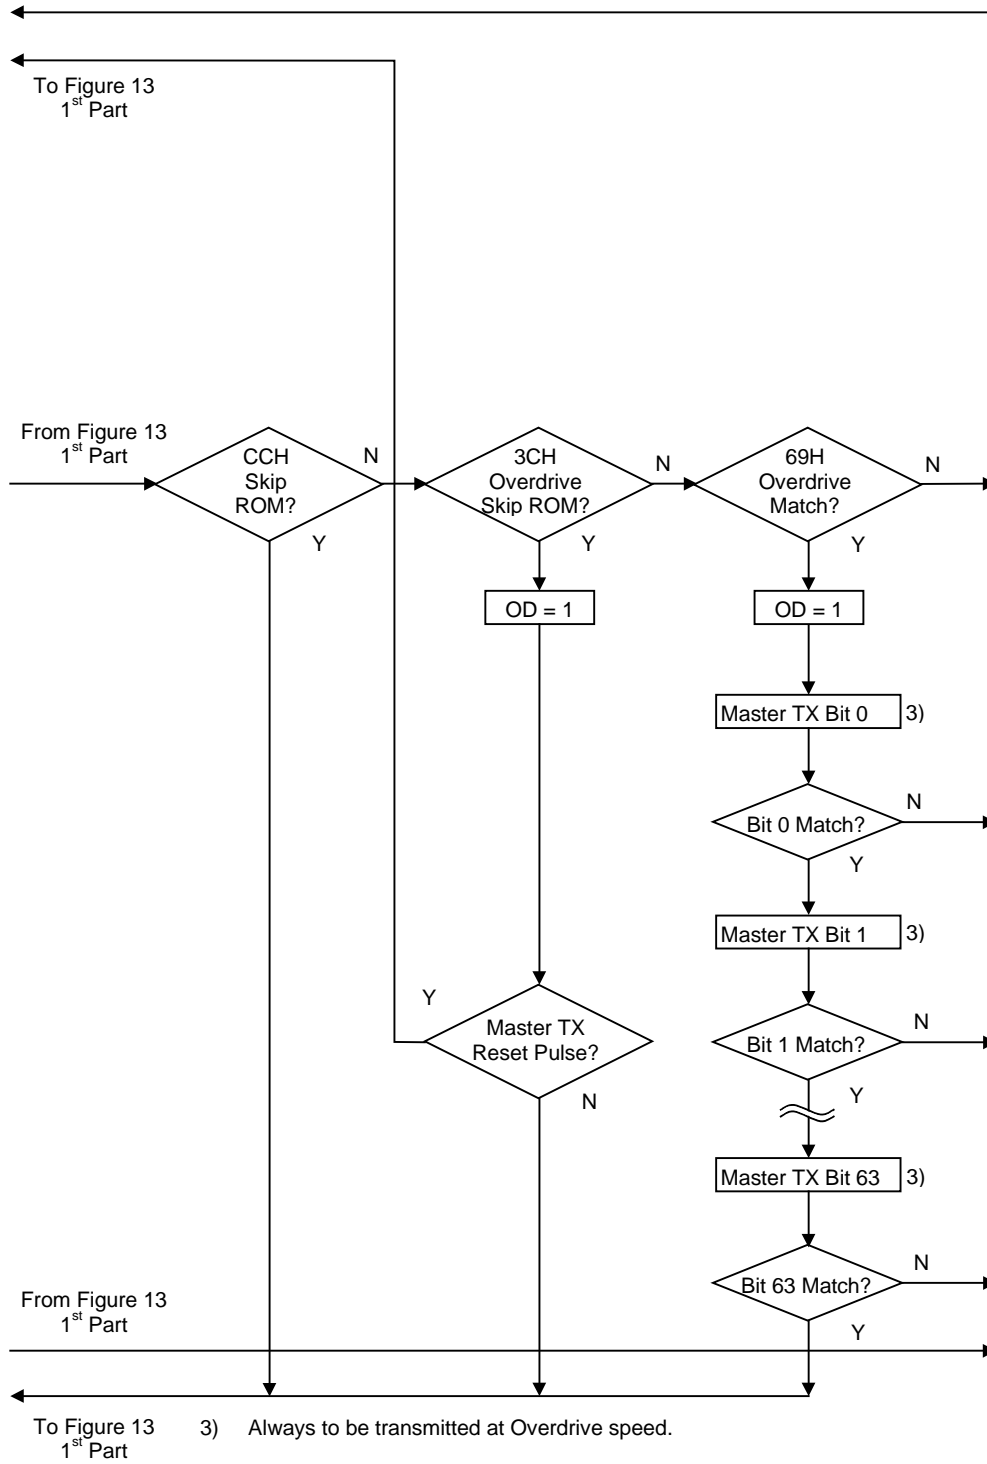 To Figure 13
1st Part
From Figure 13
1st Part
CCH
Skip
ROM?
N
Y
3CH
Overdrive
Skip ROM?
N
Y
69H
Overdrive
Match?
N
Y
OD = 1
OD = 1
Master TX Bit 0
3)
Bit 0 Match?
N
Y
Master TX Bit 1
3)
Y
Master TX
Reset Pulse?
N
Bit 1 Match?
N
Y
Master TX Bit 63
3)
Bit 63 Match?
N
Y
From Figure 13
1st Part
To Figure 13
1st Part
3) Always to be transmitted at Overdrive speed.